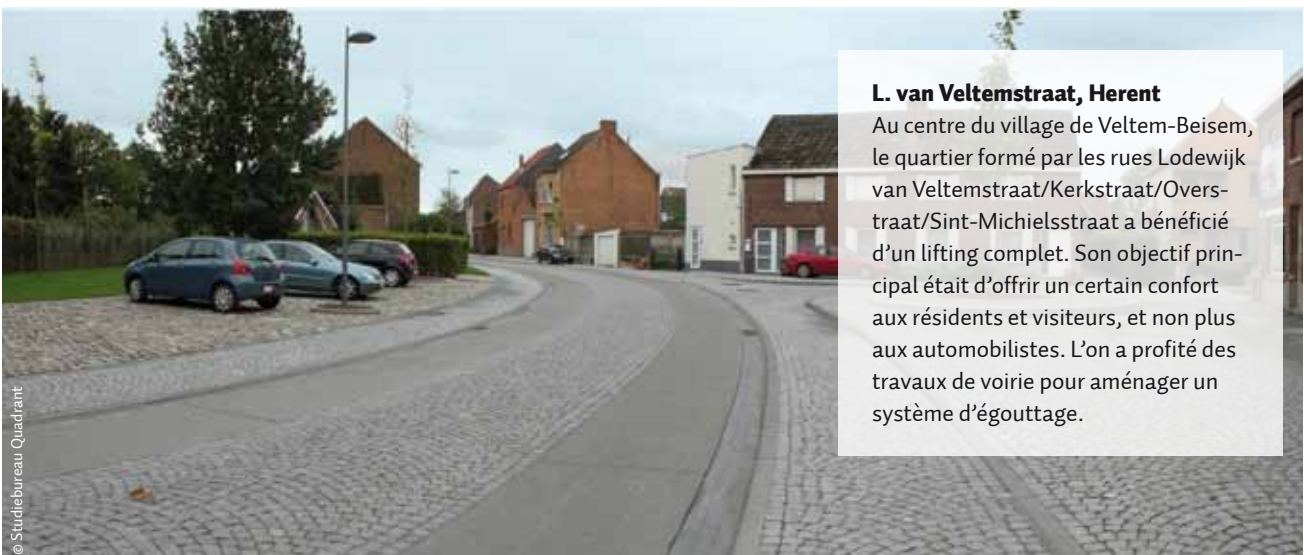 L. van Veltemstraat, Herent
Au centre du village de Veltem-Beisem,
le quartier formé par les rues Lodewijk
van Veltemstraat/Kerkstraat/Overs-
traat/Sint-Michielsstraat a bénéficié
d’un lifting complet. Son objectif prin-
cipal était d’offrir un certain confort
aux résidents et visiteurs, et non plus
aux automobilistes. L’on a profité des
travaux de voirie pour aménager un
système d’égouttage.
© Studiebureau Quadrant